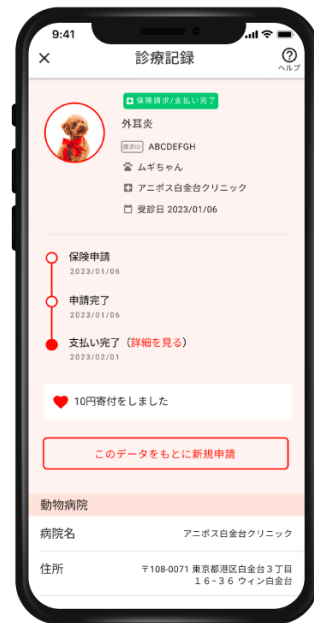 9:41
診療記録
ヘルプ
保険請求/支払い完了
外耳炎
請求ID ABCDEFGH
ムギちゃん
アニポス白金台クリニック
受診日 2023/01/06
保険申請
2023/01/06
申請完了
2023/01/06
支払い完了（詳細を見る）
2023/02/01
10円寄付をしました
このデータをもとに新規申請
動物病院
病院名 アニポス白金台クリニック
住所 〒108-0071 東京都港区白金台３丁目
１６−３６ ウィン白金台